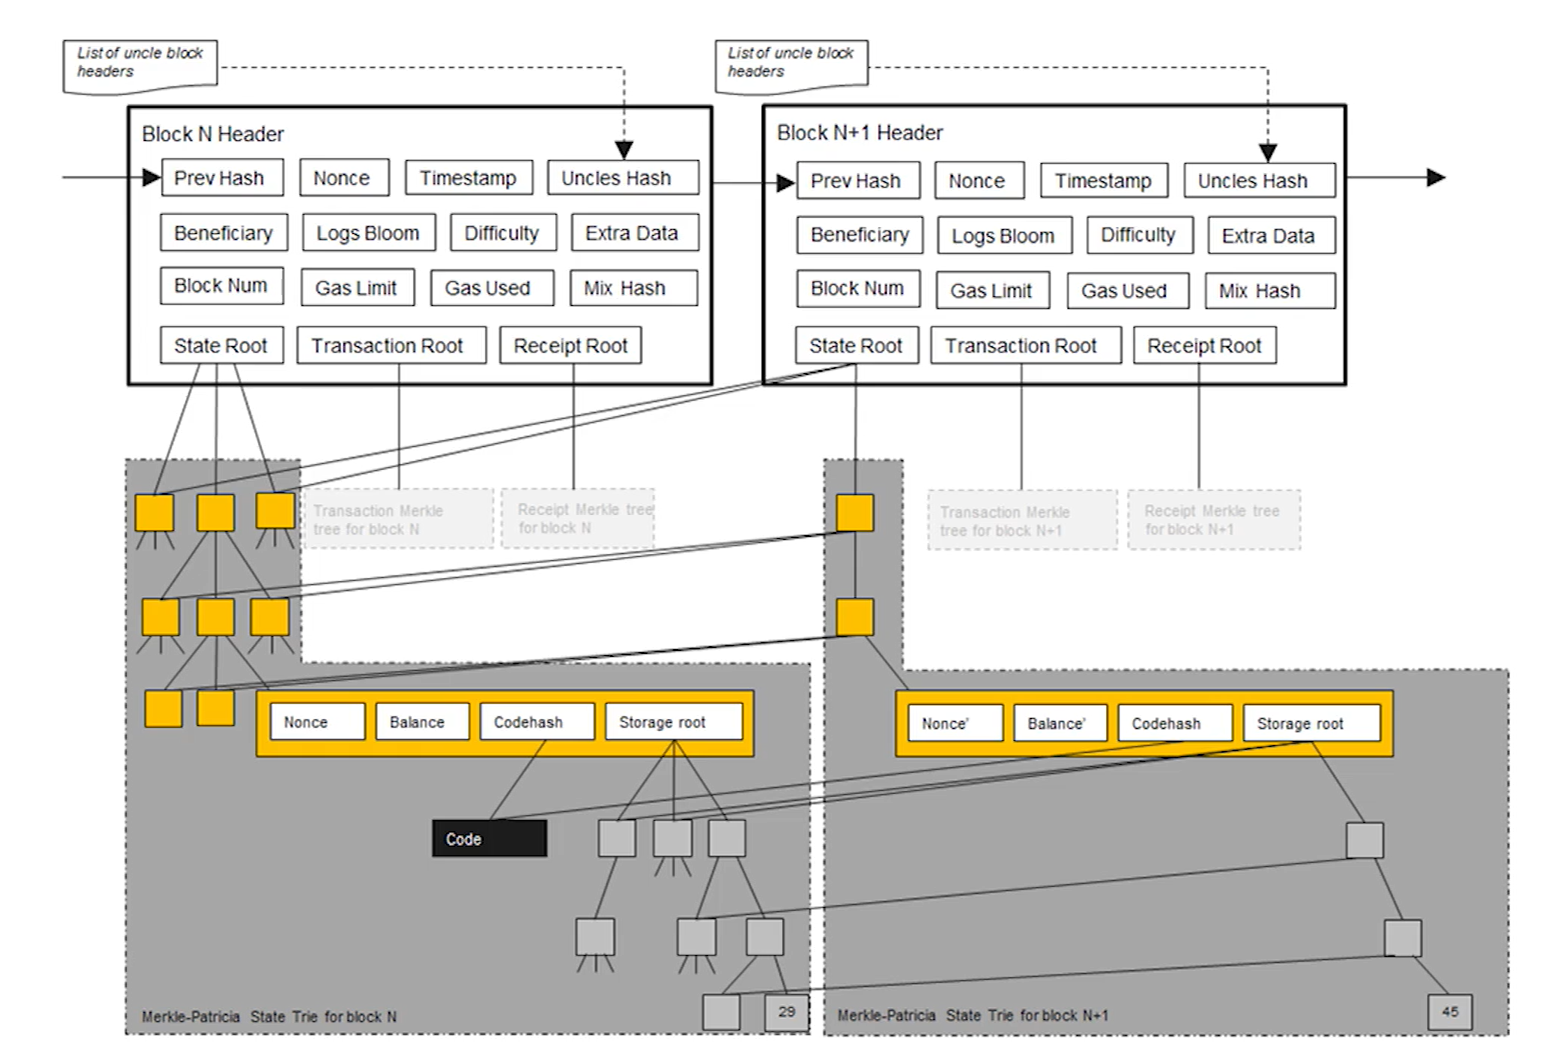 List of uncle block
headers
List of uncle block
headers
Block N Header
Prev Hash
Nonce
Timestamp
Uncles Hash
Beneficiary
Logs Bloom
Difficulty
Extra Data
Block Num
Gas Limit
Gas Used
Mix Hash
State Root
Transaction Root
Receipt Root
Block N+1 Header
Prev Hash
Nonce
Timestamp
Uncles Hash
Beneficiary
Logs Bloom
Difficulty
Extra Data
Block Num
Gas Limit
Gas Used
Mix Hash
State Root
Transaction Root
Receipt Root
Transaction Merkle
tree for block N
Receipt Merkle tree
for block N
Transaction Merkle
tree for block N+1
Receipt Merkle tree
for block N+1
Nonce
Balance
Codehash
Storage root
Nonce'
Balance'
Codehash
Storage root
Code
29
45
Merkle-Patricia State Trie for block N
Merkle-Patricia State Trie for block N+1